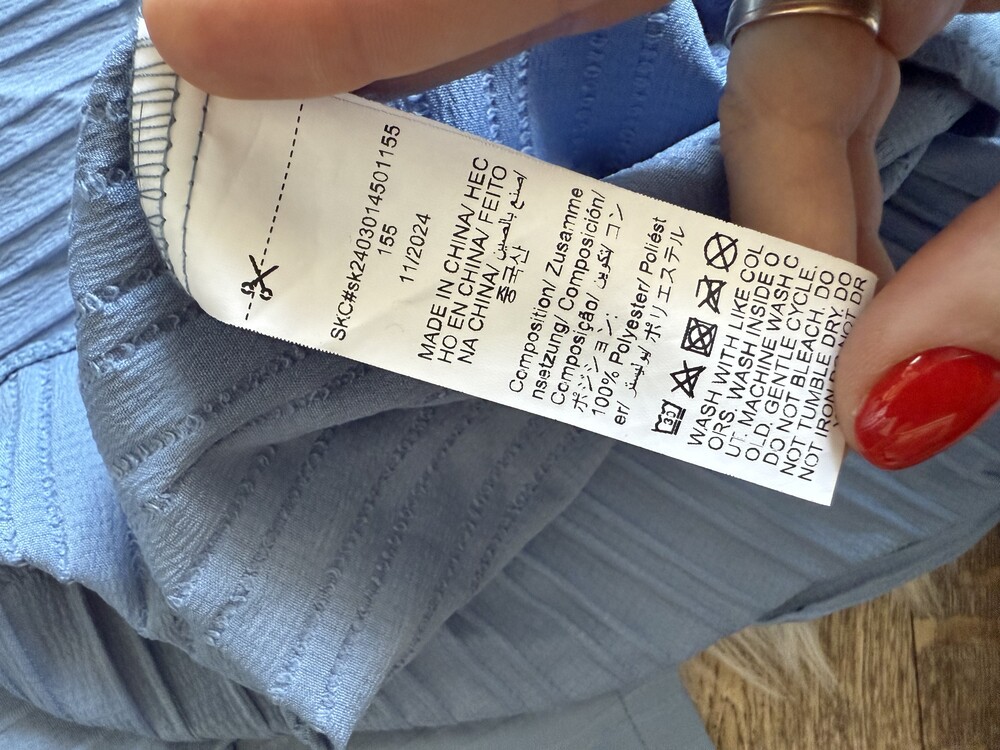 SKC#sk2403014501155
155
11/2024
MADE IN CHINA/ HEC
HO EN CHINA/ FEITO
NA CHINA/ صنع بالصين/
중국산
Composition/ Zusamme
nsetzung/ Composición/
Composição/ تكوين/ コン
ポジション:
100% Polyester/ Poliést
er/ بوليستر/ ポリエステル
30
WASH WITH LIKE COL
ORS. WASH INSIDE O
UT. MACHINE WASH C
OLD. GENTLE CYCLE.
DO NOT BLEACH. DO
NOT TUMBLE DRY. DO
NOT IRON. DO NOT DR